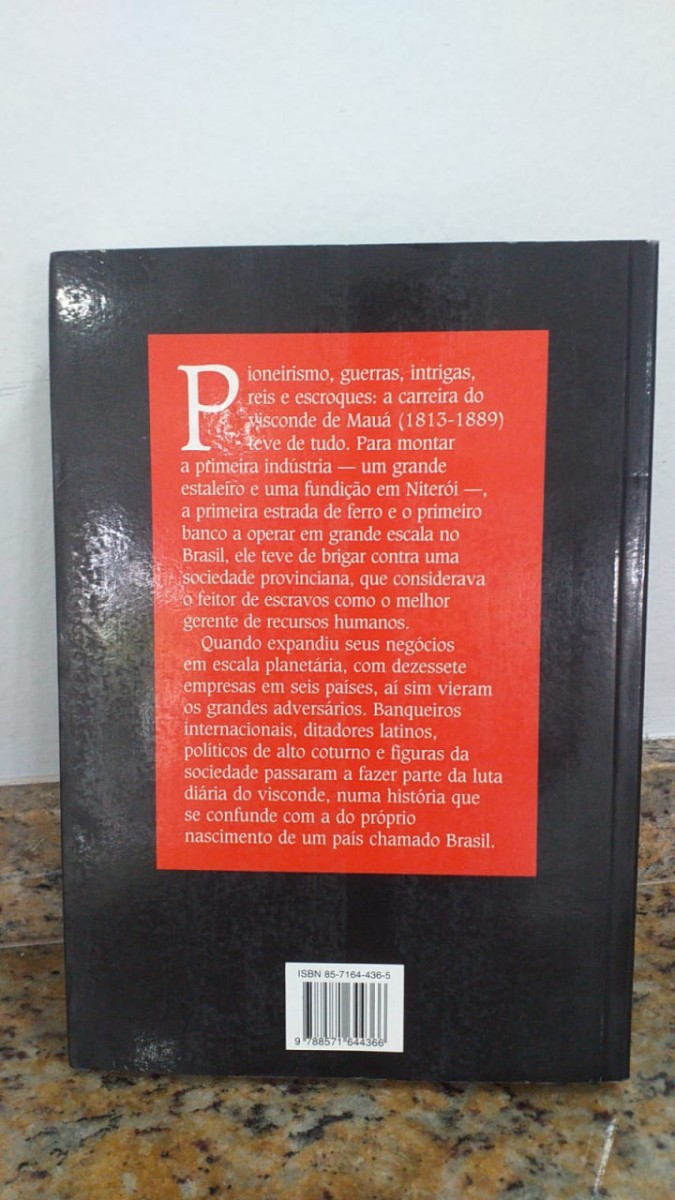 Pioneirismo, guerras, intrigas,
reis e escroques: a carreira do
visconde de Mauá (1813-1889)
teve de tudo. Para montar
a primeira indústria — um grande
estaleiro e uma fundição em Niterói —,
a primeira estrada de ferro e o primeiro
banco a operar em grande escala no
Brasil, ele teve de brigar contra uma
sociedade provinciana, que considerava
o feitor de escravos como o melhor
gerente de recursos humanos.
Quando expandiu seus negócios
em escala planetária, com dezessete
empresas em seis países, aí sim vieram
os grandes adversários. Banqueiros
internacionais, ditadores latinos,
políticos de alto coturno e figuras da
sociedade passaram a fazer parte da luta
diária do visconde, numa história que
se confunde com a do próprio
nascimento de um país chamado Brasil.
ISBN 85-7164-436-5
9 788571 644366